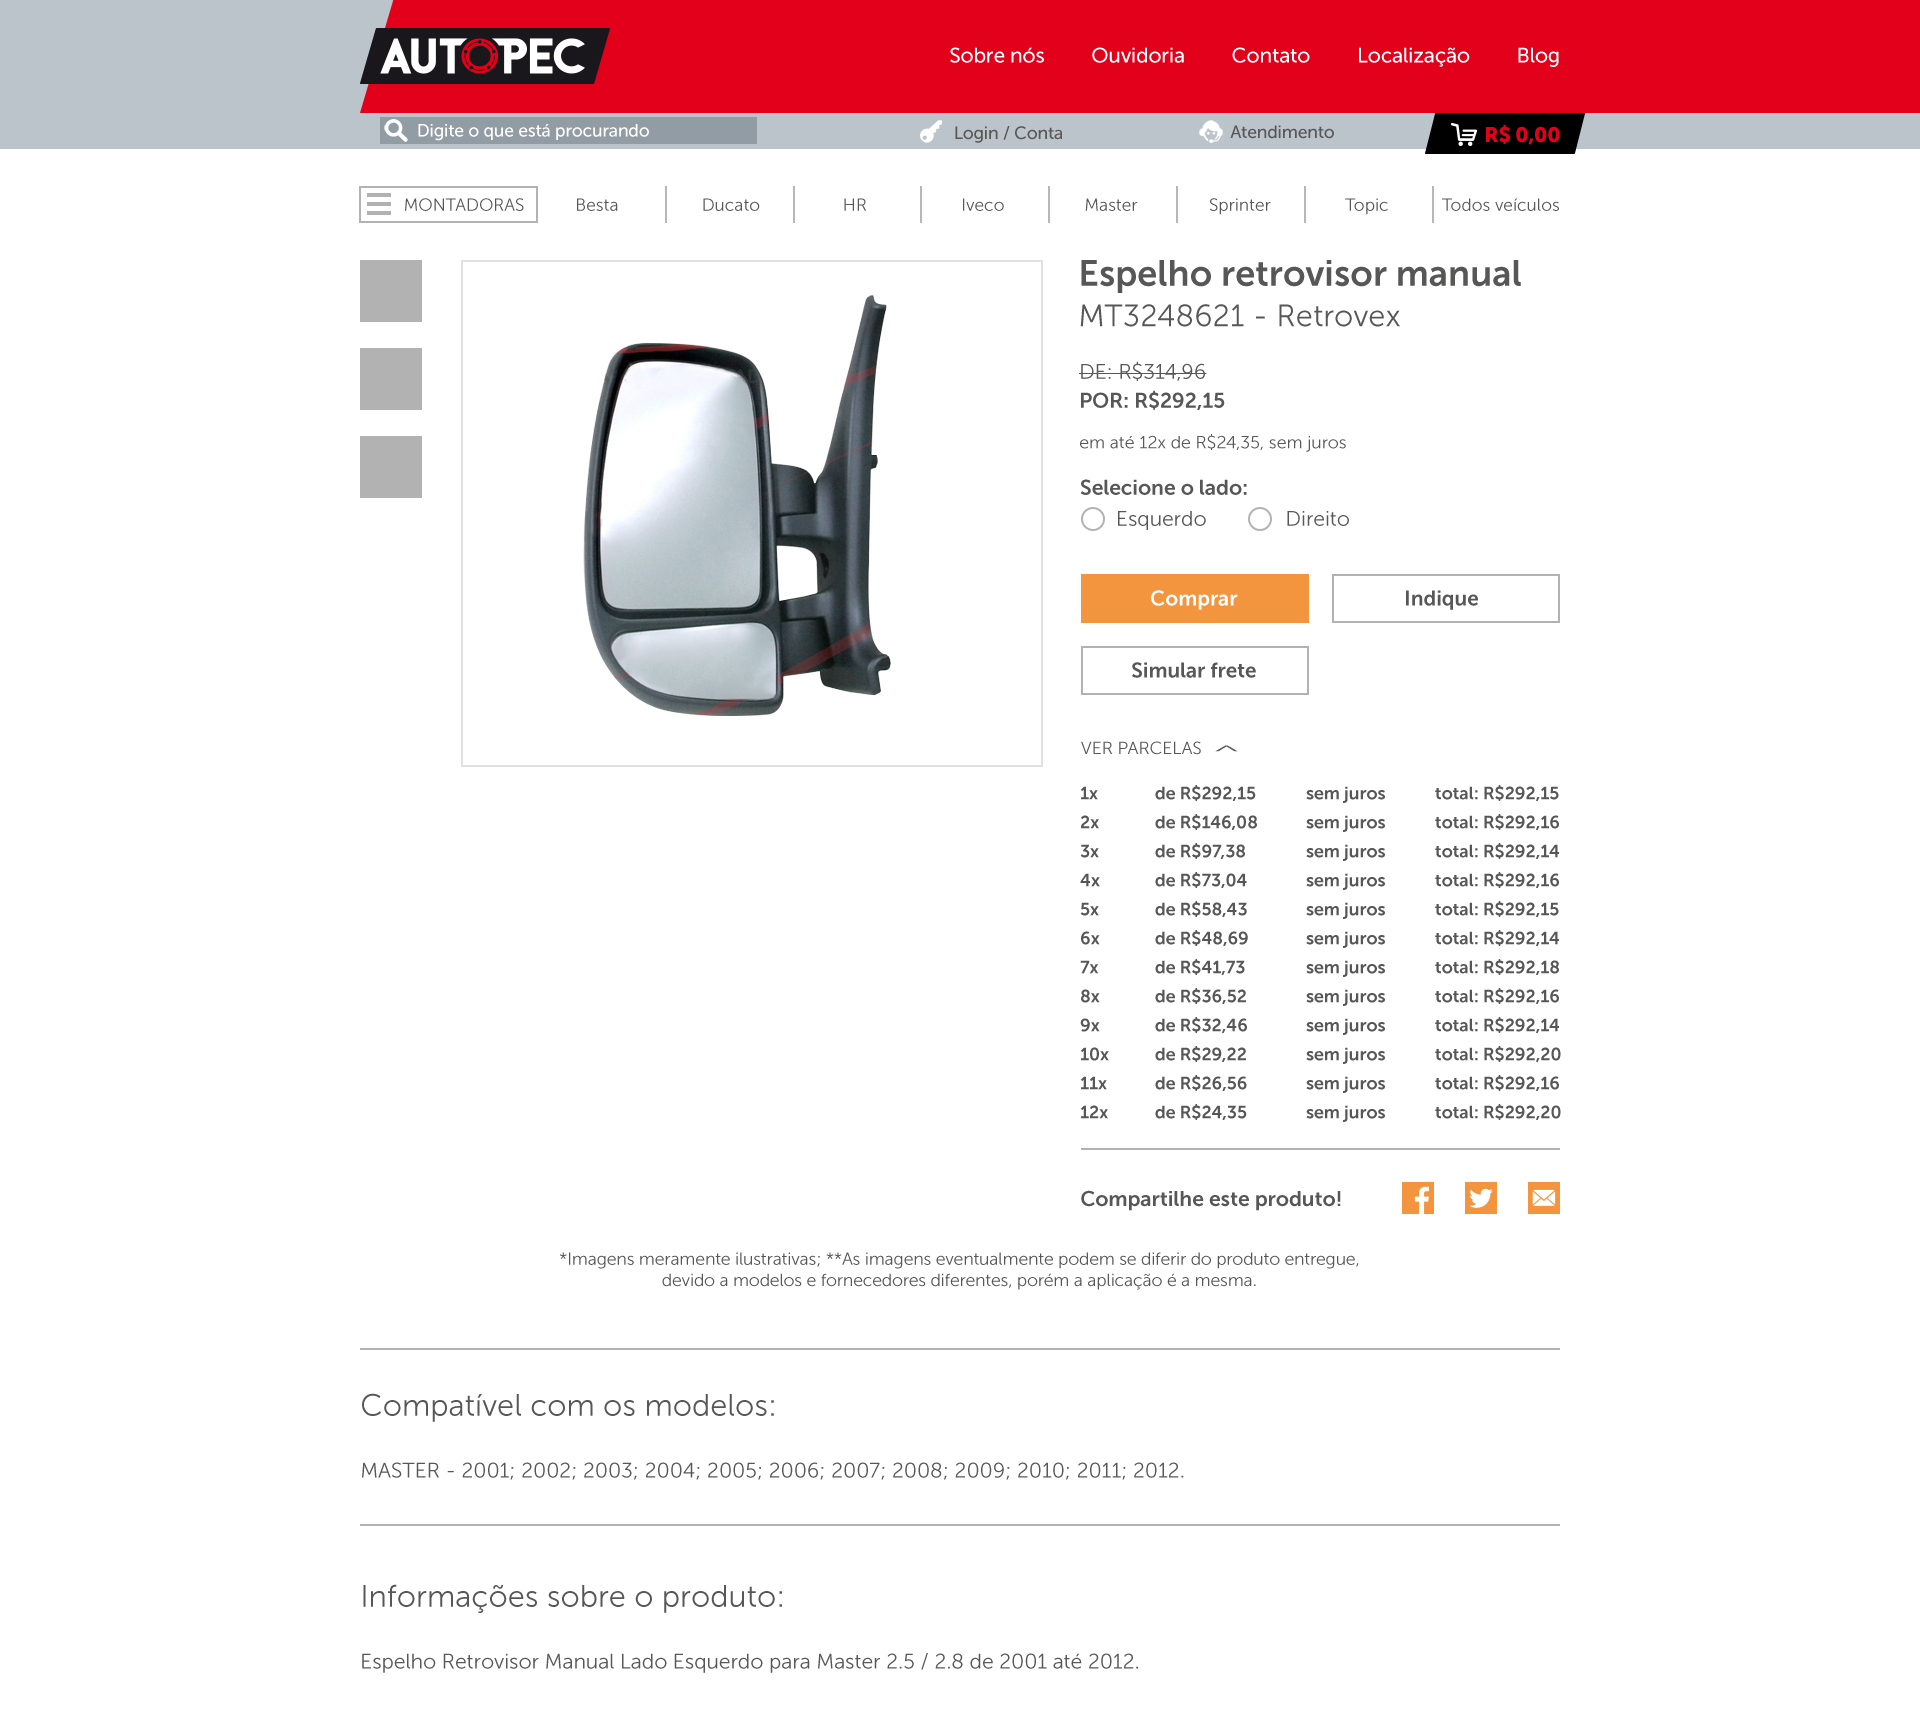 AUTOPEC
Sobre nós Ouvidoria Contato Localização Blog
Digite o que está procurando Login / Conta Atendimento R$ 0,00
MONTADORAS Besta Ducato HR Iveco Master Sprinter Topic Todos veículos
Espelho retrovisor manual
MT3248621 - Retrovex
DE: R$314,96
POR: R$292,15
em até 12x de R$24,35, sem juros
Selecione o lado:
Esquerdo Direito
Comprar Indique
Simular frete
VER PARCELAS
1x de R$292,15 sem juros total: R$292,15
2x de R$146,08 sem juros total: R$292,16
3x de R$97,38 sem juros total: R$292,14
4x de R$73,04 sem juros total: R$292,16
5x de R$58,43 sem juros total: R$292,15
6x de R$48,69 sem juros total: R$292,14
7x de R$41,73 sem juros total: R$292,18
8x de R$36,52 sem juros total: R$292,16
9x de R$32,46 sem juros total: R$292,14
10x de R$29,22 sem juros total: R$292,20
11x de R$26,56 sem juros total: R$292,16
12x de R$24,35 sem juros total: R$292,20
Compartilhe este produto!
*Imagens meramente ilustrativas; **As imagens eventualmente podem se diferir do produto entregue,
devido a modelos e fornecedores diferentes, porém a aplicação é a mesma.
Compatível com os modelos:
MASTER - 2001; 2002; 2003; 2004; 2005; 2006; 2007; 2008; 2009; 2010; 2011; 2012.
Informações sobre o produto:
Espelho Retrovisor Manual Lado Esquerdo para Master 2.5 / 2.8 de 2001 até 2012.